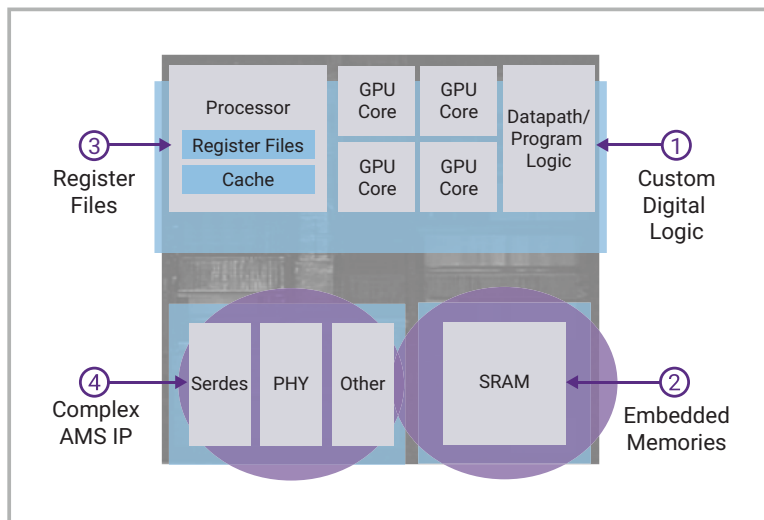 Processor
Register Files
Cache
GPU
Core
GPU
Core
GPU
Core
GPU
Core
Datapath/
Program
Logic
3
Register
Files
1
Custom
Digital
Logic
Serdes
PHY
Other
SRAM
4
Complex
AMS IP
2
Embedded
Memories